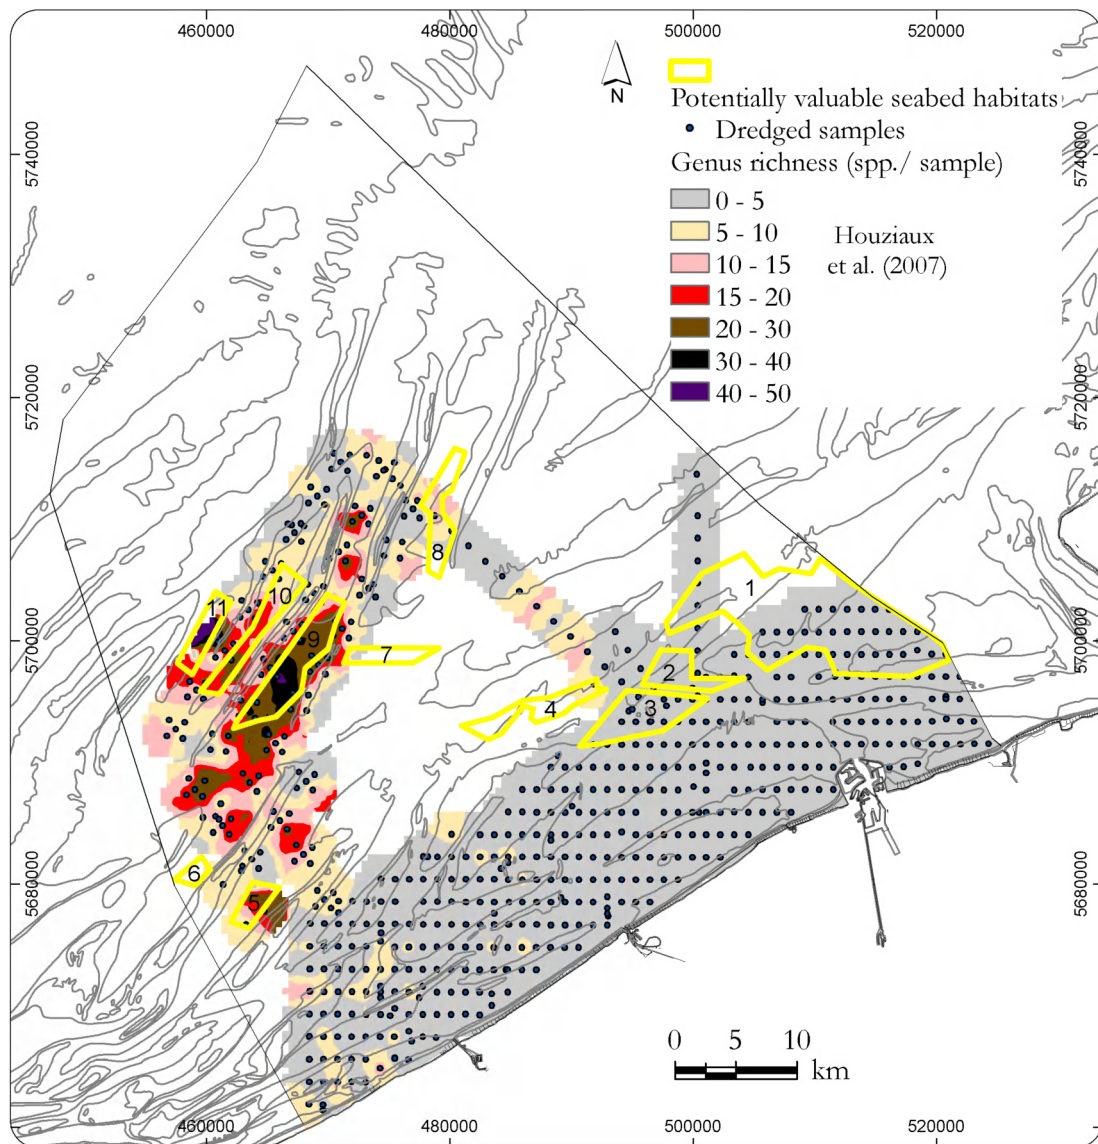 460000
480000
500000
520000
5740000
5740000
N
Potentially valuable seabed habitats
Dredged samples
Genus richness (spp./ sample)
0 - 5
5 - 10
10 - 15
15 - 20
20 - 30
30 - 40
40 - 50
Houziaux
et al. (2007)
5720000
5720000
8
1
10
11
9
5700000
5700000
7
2
4
3
6
5
5680000
5680000
0 5 10
km
460000
480000
500000
520000